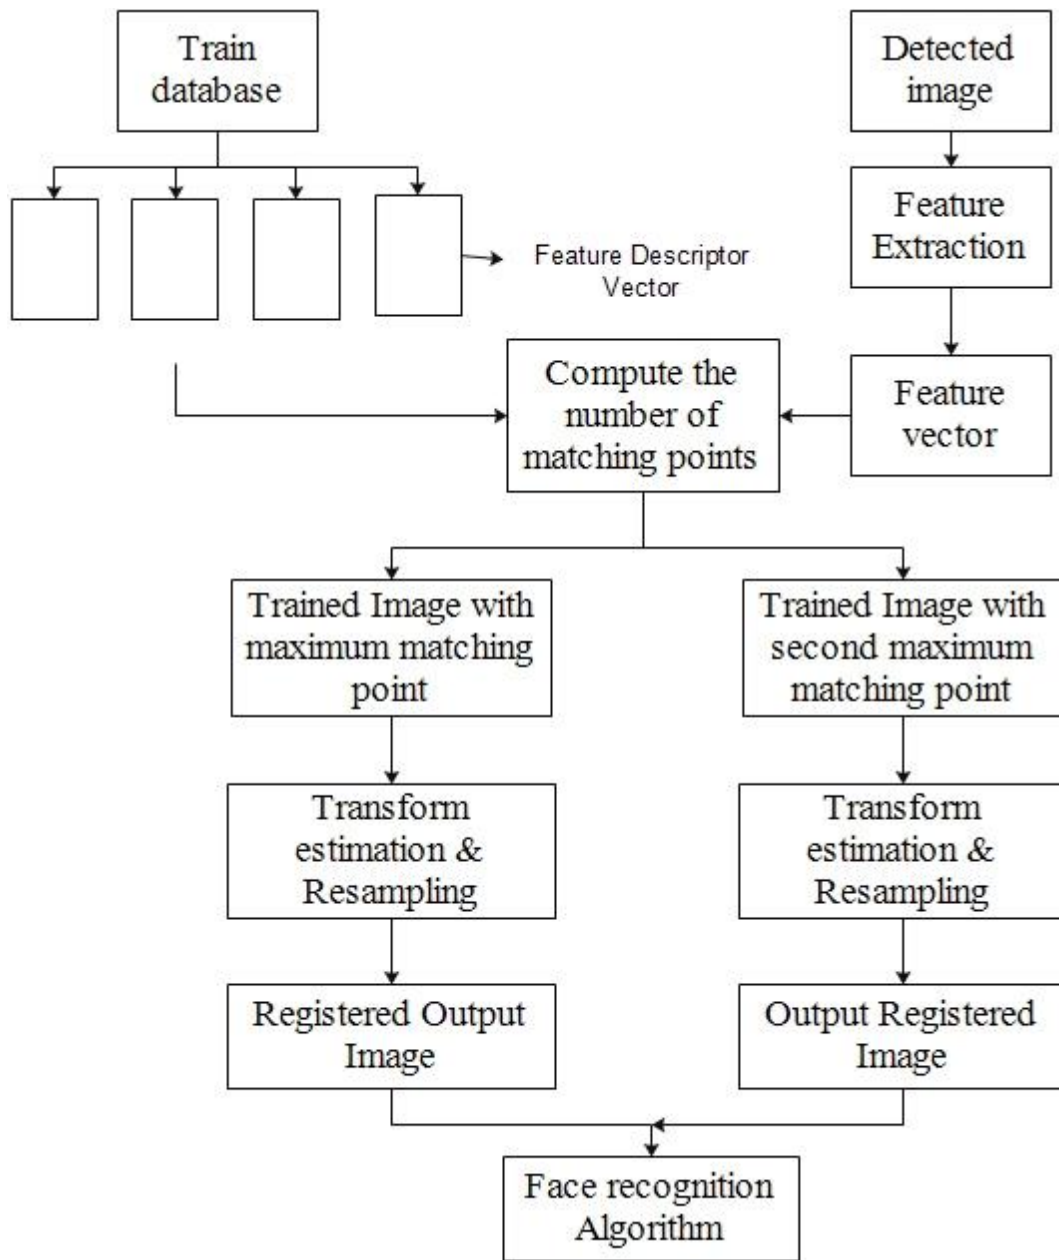 Train
database
Detected
image
Feature
Extraction
Feature Descriptor
Vector
Compute the
number of
matching points
Feature
vector
Trained Image with
maximum matching
point
Trained Image with
second maximum
matching point
Transform
estimation &
Resampling
Transform
estimation &
Resampling
Registered Output
Image
Output Registered
Image
Face recognition
Algorithm